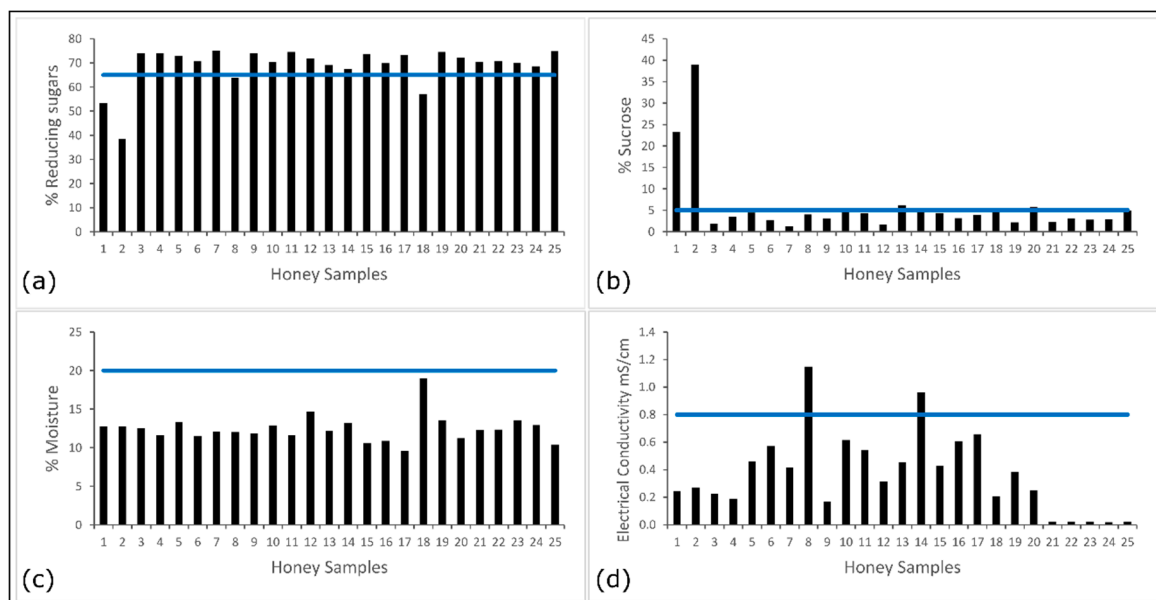 % Reducing sugars
80
70
60
50
40
30
20
10
0
1 2 3 4 5 6 7 8 9 10 11 12 13 14 15 16 17 18 19 20 21 22 23 24 25
Honey Samples
(a)
% Sucrose
45
40
35
30
25
20
15
10
5
0
1 2 3 4 5 6 7 8 9 10 11 12 13 14 15 16 17 18 19 20 21 22 23 24 25
Honey Samples
(b)
% Moisture
25
20
15
10
5
0
1 2 3 4 5 6 7 8 9 10 11 12 13 14 15 16 17 18 19 20 21 22 23 24 25
Honey Samples
(c)
Electrical Conductivity mS/cm
1.4
1.2
1.0
0.8
0.6
0.4
0.2
0.0
1 2 3 4 5 6 7 8 9 10 11 12 13 14 15 16 17 18 19 20 21 22 23 24 25
Honey Samples
(d)